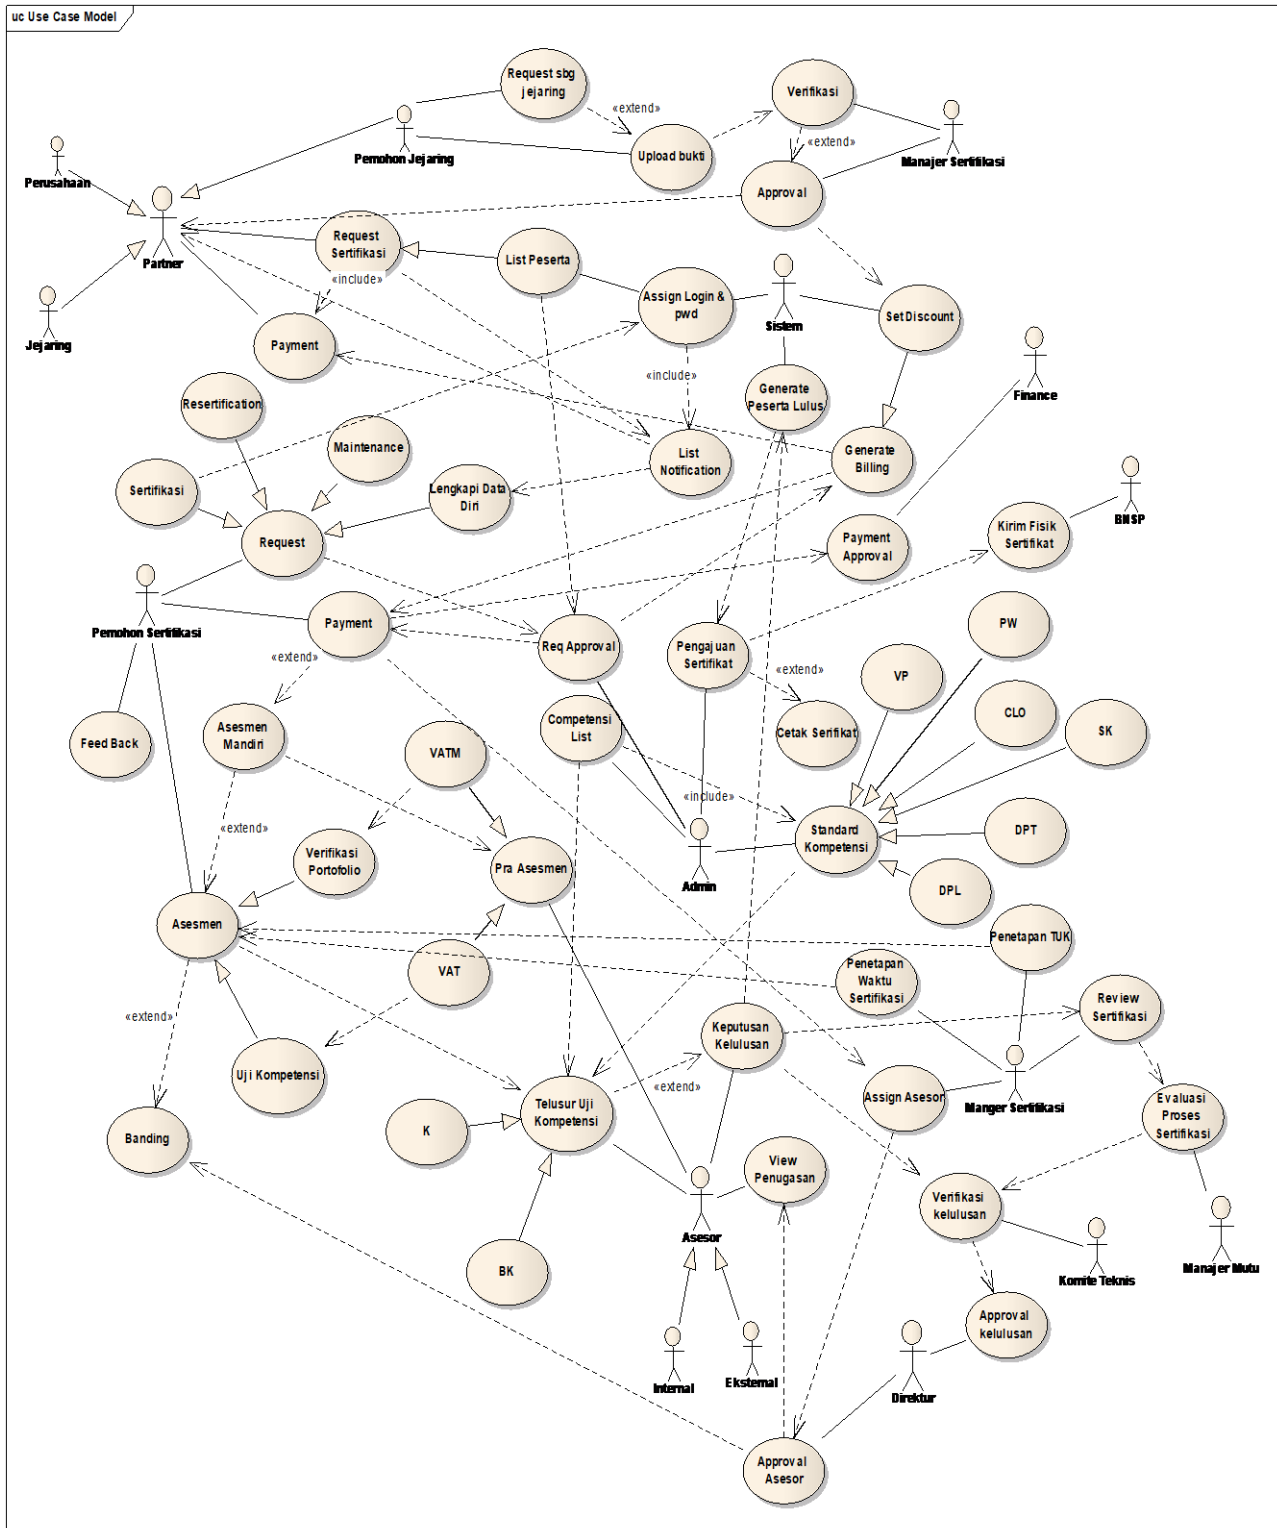 uc Use Case Model
Request sbg
jejaring
Verifikasi
«extend»
Pemohon Jejaring
Upload bukti
«extend»
Manajer Sertifikasi
Perusahaan
Approval
Partner
Request
Sertifikasi
List Peserta
«include»
Assign Login &
pwd
Sistem
Set Discount
Jejaring
Payment
«include»
Generate
Peserta Lulus
Finance
Resertification
Maintenance
Generate
Billing
List
Notification
Sertifikasi
Lengkapi Data
Diri
BNSP
Kirim Fisik
Sertifikat
Request
Payment
Approval
Pemohon Sertifikasi
Payment
Req Approval
Pengajuan
Sertifikat
PW
«extend»
«extend»
VP
Feed Back
Asesmen
Mandiri
VATM
Competensi
List
Cetak Serifikat
CLO
SK
«include»
«extend»
Verifikasi
Portofolio
Pra Asesmen
Admin
Standard
Kompetensi
DPT
DPL
Asesmen
VAT
Penetapan TUK
Penetapan
Waktu
Sertifikasi
«extend»
Keputusan
Kelulusan
Review
Sertifikasi
Uji Kompetensi
«extend»
Telusur Uji
Kompetensi
Assign Asesor
Manger Sertifikasi
Evaluasi
Proses
Sertifikasi
Banding
K
View
Penugasan
Verifikasi
kelulusan
Asesor
BK
Komite Teknis
Manajer Mutu
Approval
kelulusan
Internal
Eksternal
Direktur
Approval
Asesor